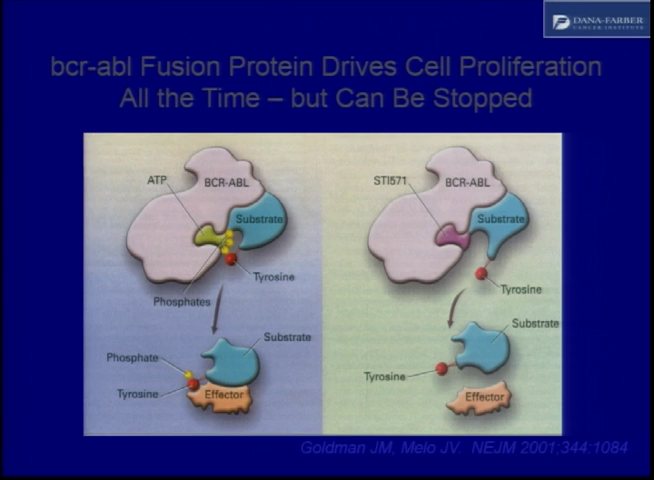 DANA-FARBER
CANCER INSTITUTE
bcr-abl Fusion Protein Drives Cell Proliferation
All the Time – but Can Be Stopped
ATP
BCR-ABL
Substrate
Tyrosine
Phosphates
Substrate
Phosphate
Tyrosine
Effector
STI571
BCR-ABL
Substrate
Tyrosine
Substrate
Tyrosine
Effector
Goldman JM, Melo JV. NEJM 2001;344:1084